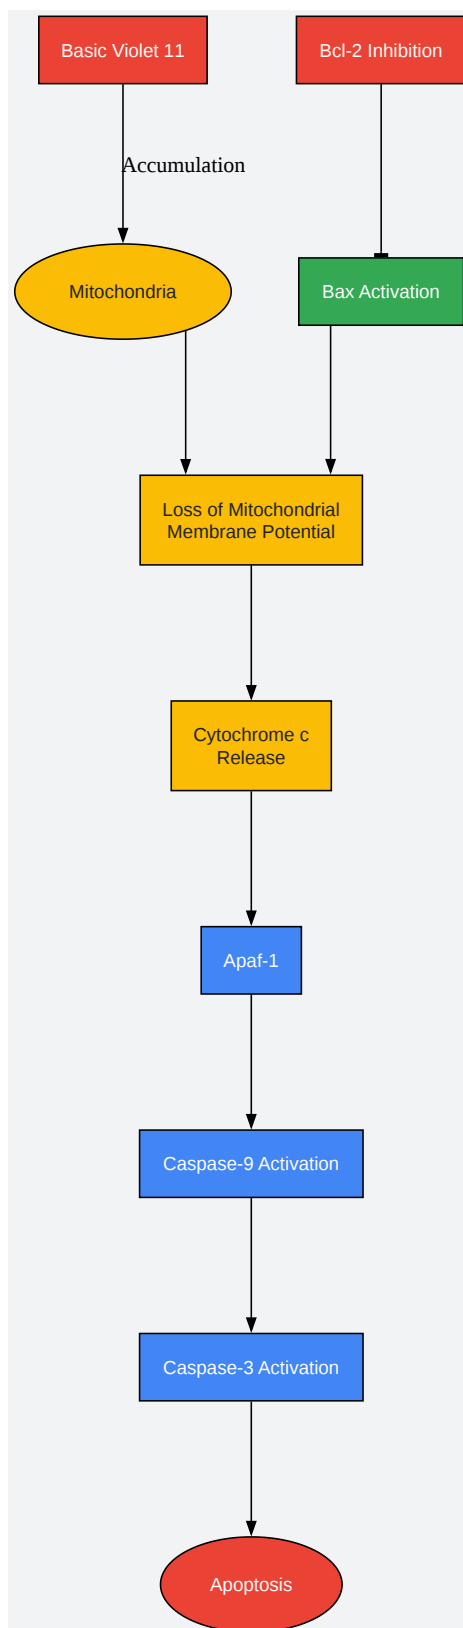 Basic Violet 11
Bcl-2 Inhibition
Accumulation
Mitochondria
Bax Activation
Loss of Mitochondrial
Membrane Potential
Cytochrome c
Release
Apaf-1
Caspase-9 Activation
Caspase-3 Activation
Apoptosis